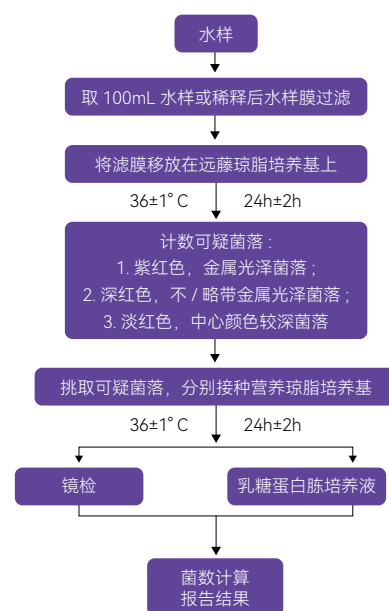 水样
取 100mL 水样或稀释后水样膜过滤
将滤膜移放在远藤琼脂培养基上
36±1°C 24h±2h
计数可疑菌落 :
1. 紫红色，金属光泽菌落 ;
2. 深红色，不 / 略带金属光泽菌落 ;
3. 淡红色，中心颜色较深菌落
挑取可疑菌落，分别接种营养琼脂培养基
36±1°C 24h±2h
镜检 乳糖蛋白胨培养液
菌数计算
报告结果